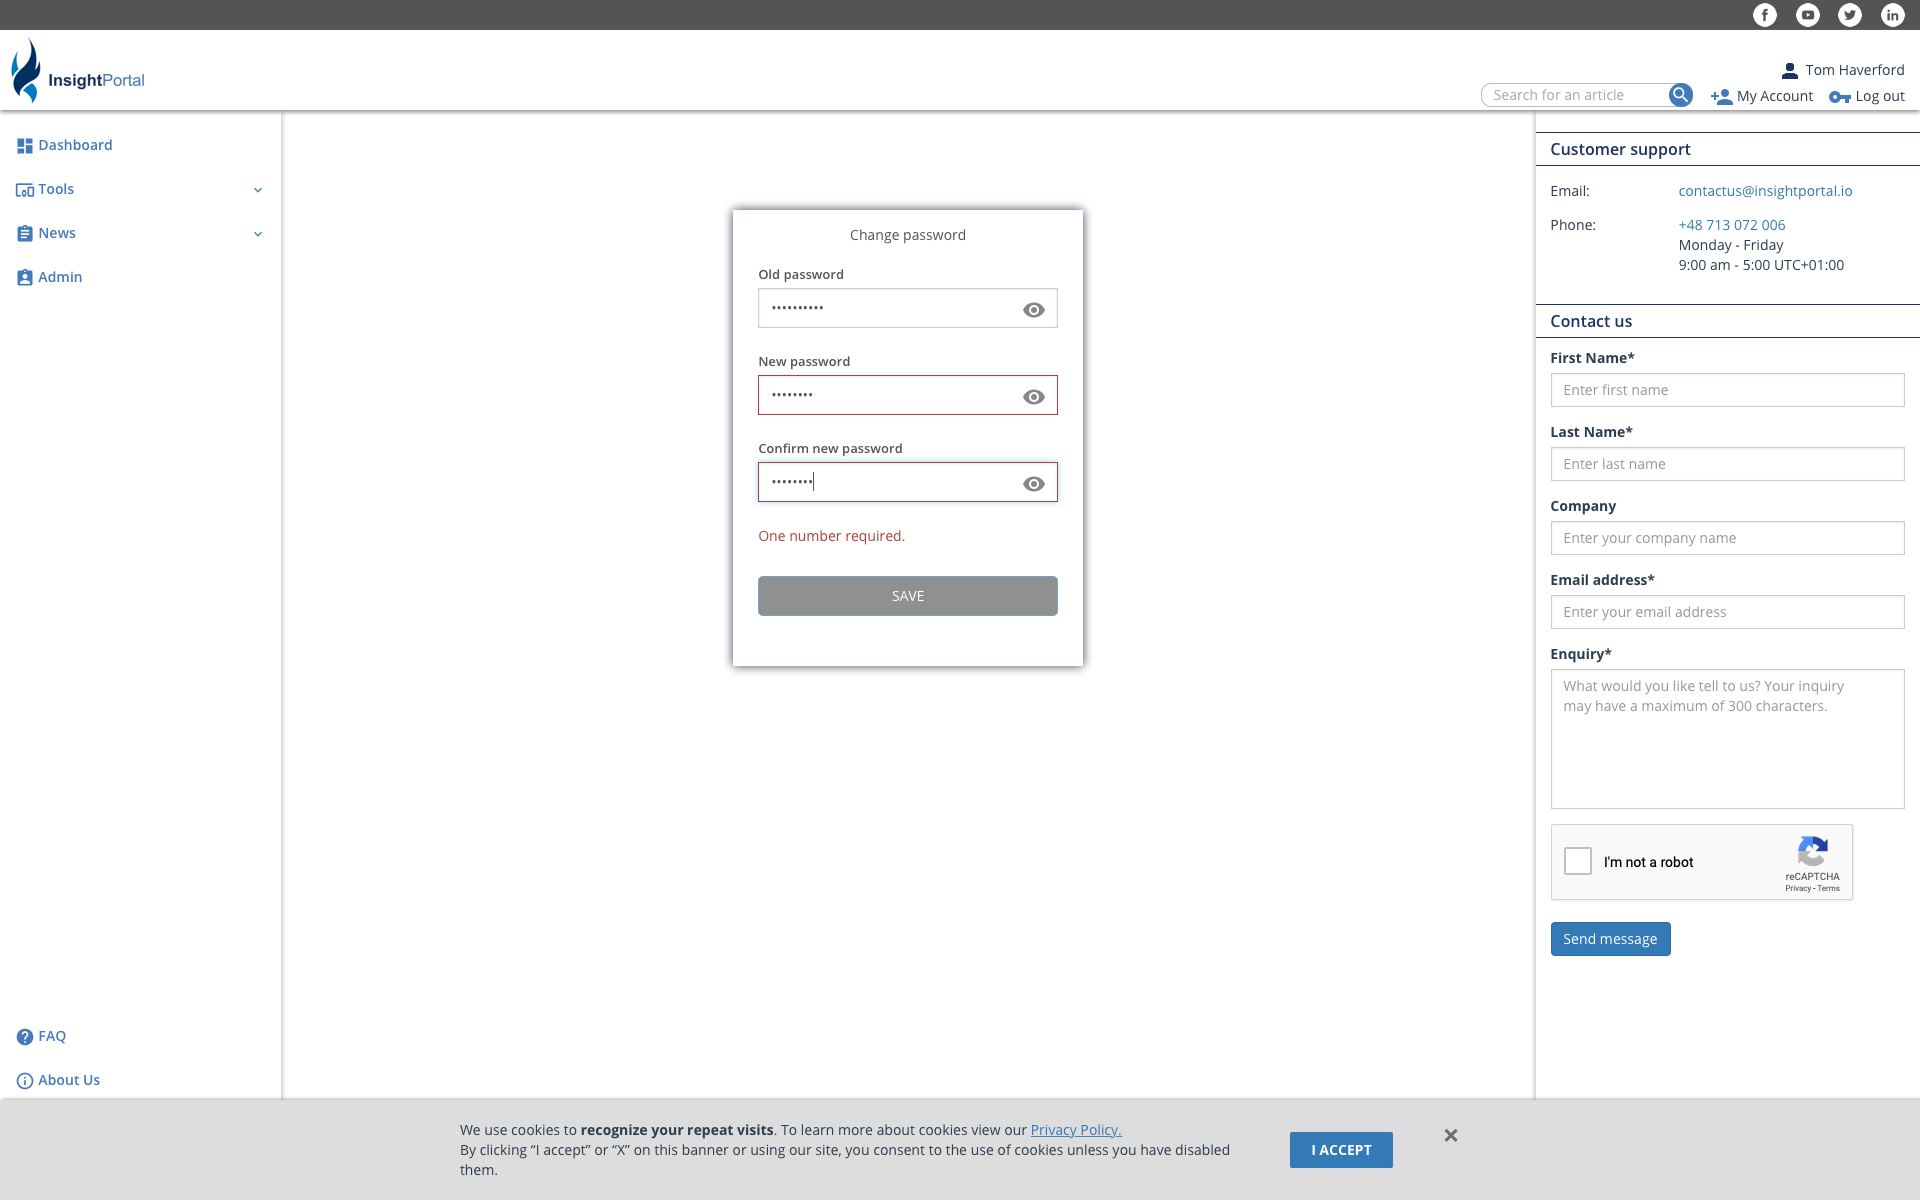 InsightPortal
Tom Haverford
Search for an article
My Account
Log out
Dashboard
Tools
News
Admin
FAQ
About Us
Change password
Old password
••••••••••
New password
••••••••
Confirm new password
••••••••
One number required.
SAVE
Customer support
Email:
contactus@insightportal.io
Phone:
+48 713 072 006
Monday - Friday
9:00 am - 5:00 UTC+01:00
Contact us
First Name*
Enter first name
Last Name*
Enter last name
Company
Enter your company name
Email address*
Enter your email address
Enquiry*
What would you like tell to us? Your inquiry
may have a maximum of 300 characters.
I'm not a robot
reCAPTCHA
Privacy - Terms
Send message
We use cookies to recognize your repeat visits. To learn more about cookies view our Privacy Policy.
By clicking “I accept” or “X” on this banner or using our site, you consent to the use of cookies unless you have disabled
them.
I ACCEPT